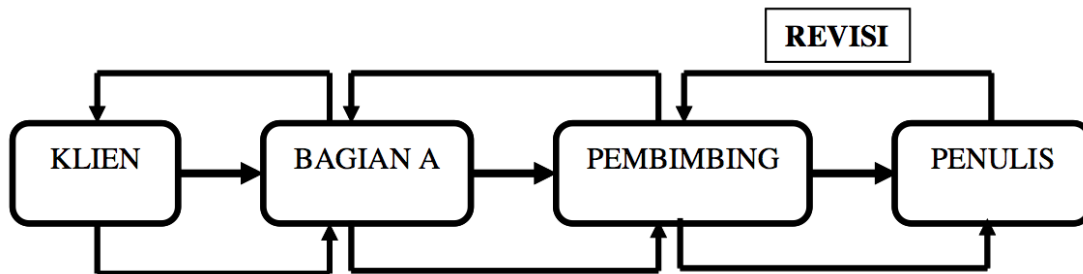 REVISI
KLIEN
BAGIAN A
PEMBIMBING
PENULIS